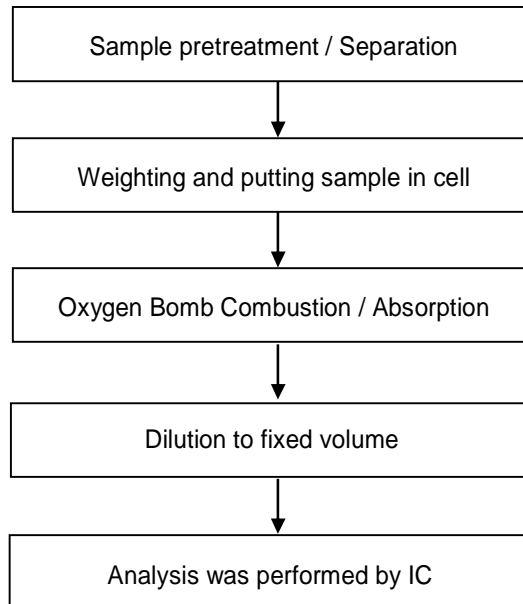 Sample pretreatment / Separation
Weighting and putting sample in cell
Oxygen Bomb Combustion / Absorption
Dilution to fixed volume
Analysis was performed by IC